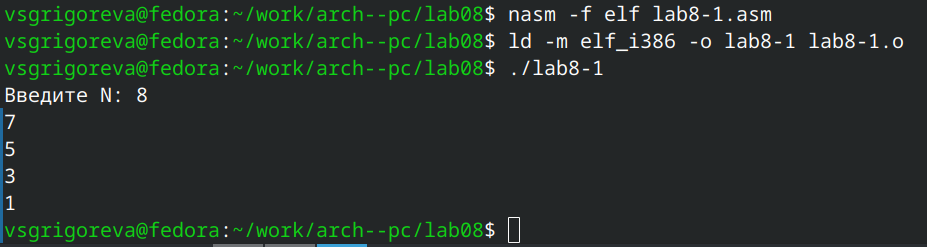 vsgrigoreva@fedora:~/work/arch--pc/lab08$ nasm -f elf lab8-1.asm
vsgrigoreva@fedora:~/work/arch--pc/lab08$ ld -m elf_i386 -o lab8-1 lab8-1.o
vsgrigoreva@fedora:~/work/arch--pc/lab08$ ./lab8-1
Введите N: 8
7
5
3
1
vsgrigoreva@fedora:~/work/arch--pc/lab08$